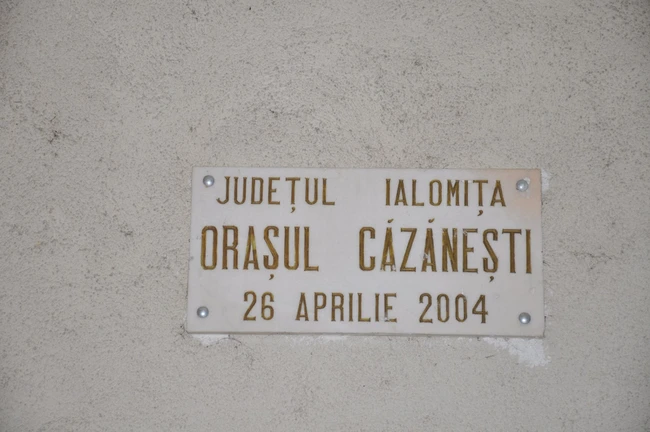 JUDEȚUL IALOMIȚA
ORAȘUL CĂZĂNEȘTI
26 APRILIE 2004